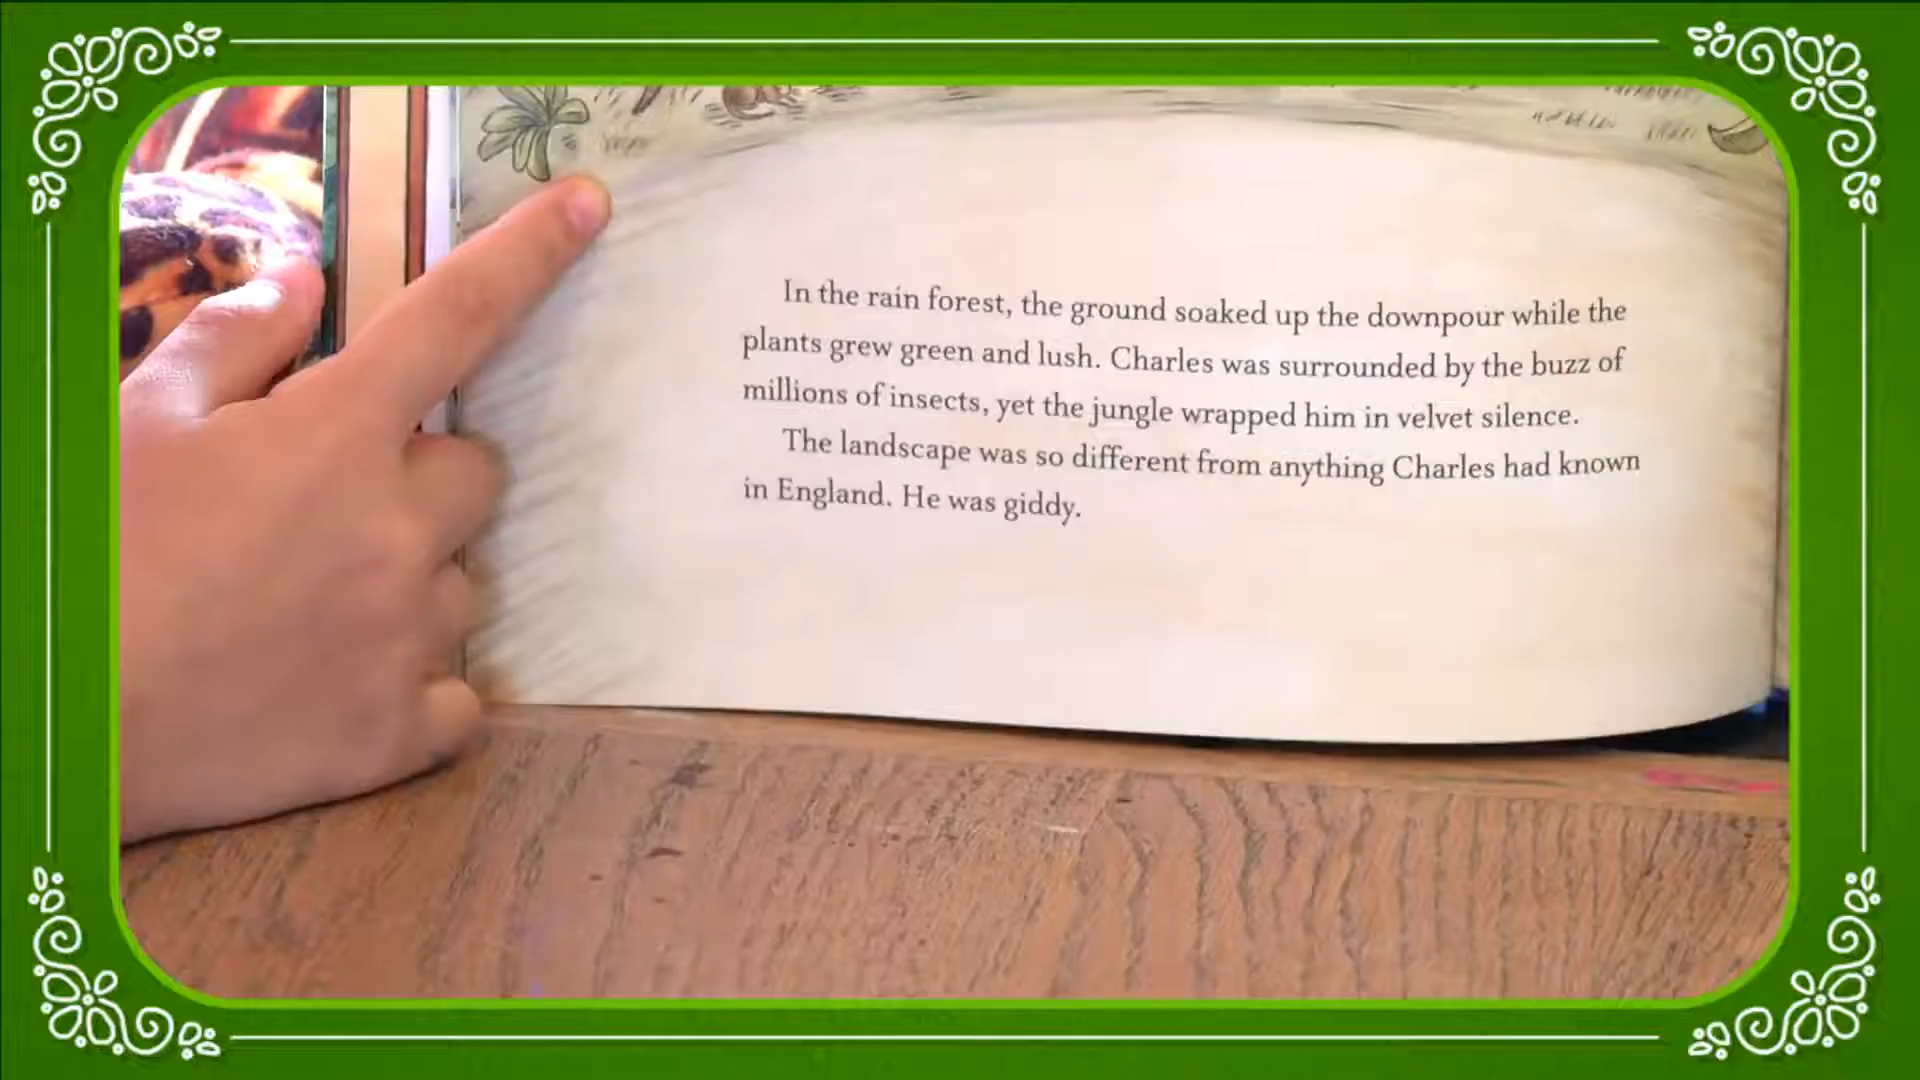 In the rain forest, the ground soaked up the downpour while the
plants grew green and lush. Charles was surrounded by the buzz of
millions of insects, yet the jungle wrapped him in velvet silence.
The landscape was so different from anything Charles had known
in England. He was giddy.